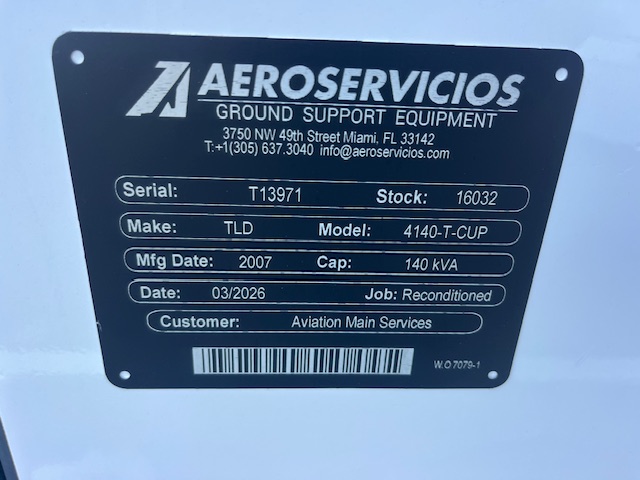 AEROSERVICIOS
GROUND SUPPORT EQUIPMENT
3750 NW 49th Street Miami, FL 33142
T:+1(305) 637.3040 info@aeroservicios.com
Serial: T13971 Stock: 16032
Make: TLD Model: 4140-T-CUP
Mfg Date: 2007 Cap: 140 kVA
Date: 03/2026 Job: Reconditioned
Customer: Aviation Main Services
W.O 7079-1